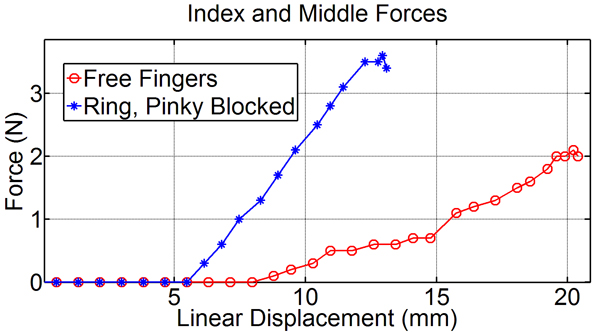 Index and Middle Forces
Free Fingers
Ring, Pinky Blocked
Force (N)
3
2
1
0
5
10
15
20
Linear Displacement (mm)